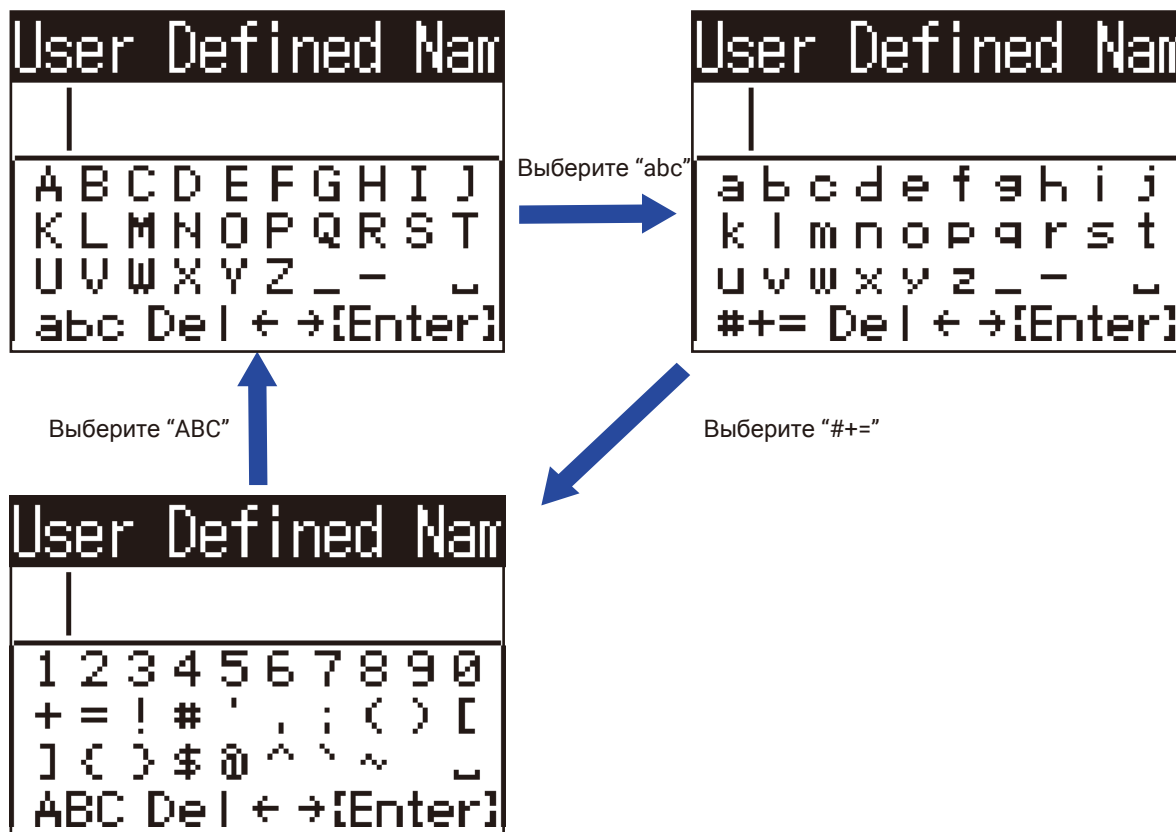 User Defined Nam
A B C D E F G H I J
K L M N O P Q R S T
U V W X Y Z _ - ␣
abc Del ← →[Enter]
Выберите “abc”
User Defined Nam
a b c d e f g h i j
k l m n o p q r s t
u v w x y z _ - ␣
#+= Del ← →[Enter]
Выберите “ABC”
Выберите “#+=”
User Defined Nam
1 2 3 4 5 6 7 8 9 0
+ = ! # ' , ; ( ) [
] { } $ @ ^ ` ~ ␣
ABC Del ← →[Enter]